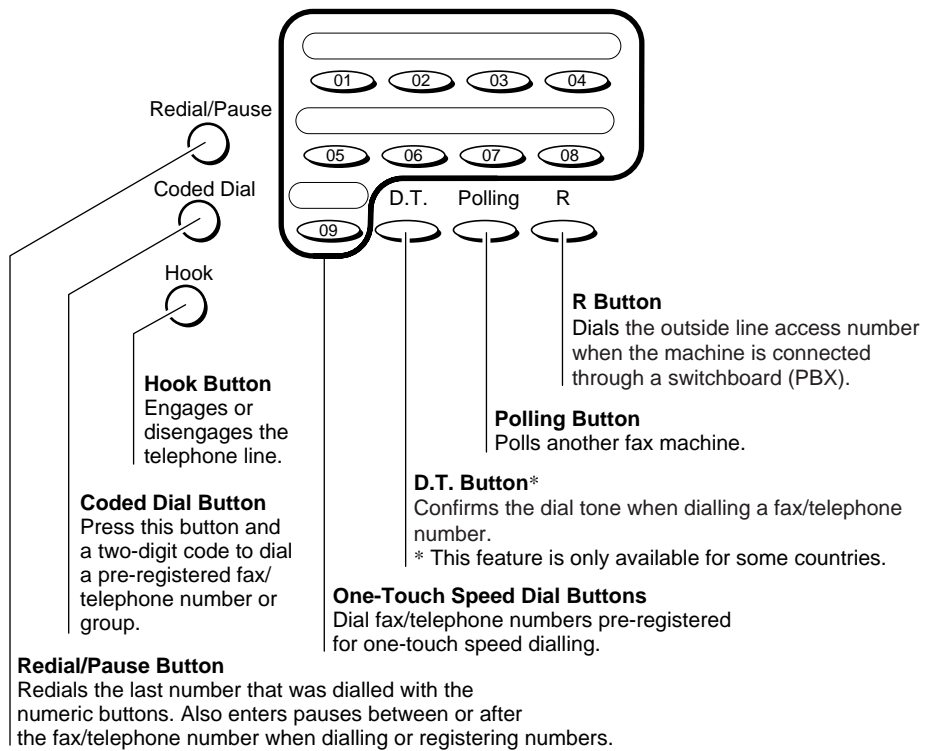 01 02 03 04
Redial/Pause
05 06 07 08
Coded Dial
D.T. Polling R
09
Hook
R Button
Dials the outside line access number
when the machine is connected
through a switchboard (PBX).
Hook Button
Engages or
disengages the
telephone line.
Polling Button
Polls another fax machine.
D.T. Button*
Confirms the dial tone when dialling a fax/telephone
number.
* This feature is only available for some countries.
Coded Dial Button
Press this button and
a two-digit code to dial
a pre-registered fax/
telephone number or
group.
One-Touch Speed Dial Buttons
Dial fax/telephone numbers pre-registered
for one-touch speed dialling.
Redial/Pause Button
Redials the last number that was dialled with the
numeric buttons. Also enters pauses between or after
the fax/telephone number when dialling or registering numbers.